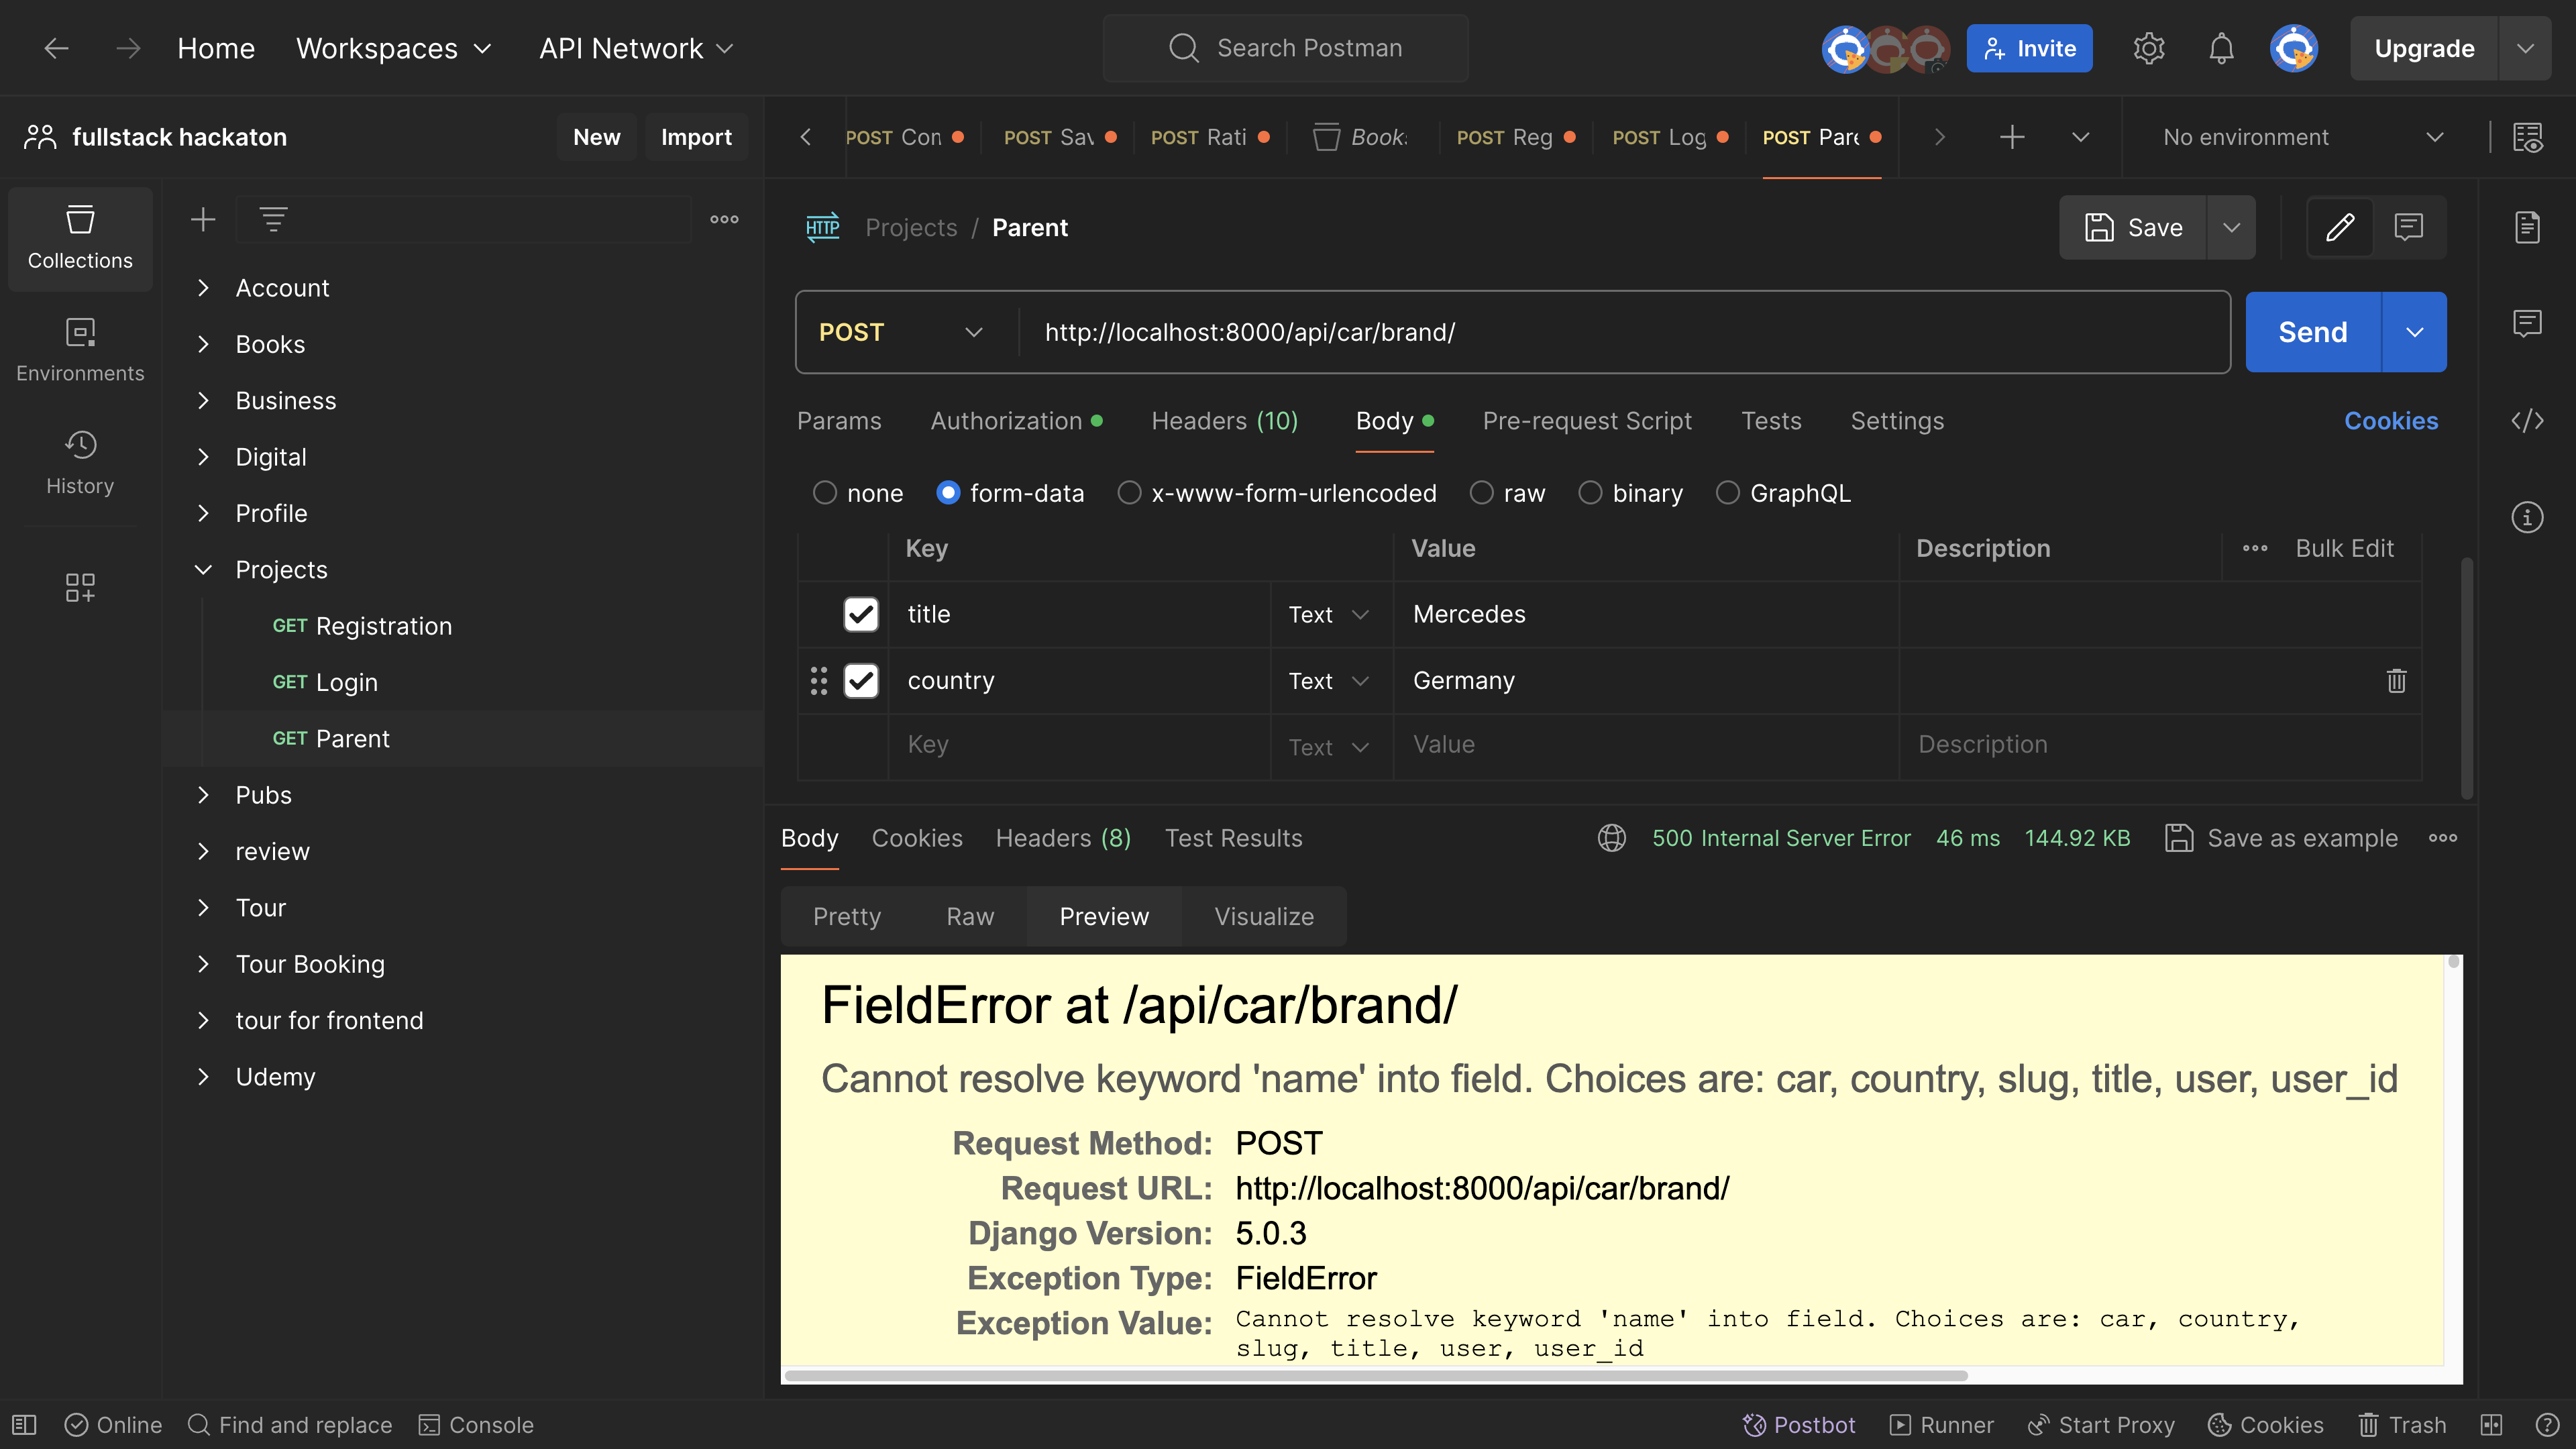 Home Workspaces API Network Search Postman Invite Upgrade
fullstack hackaton New Import
POST Con POST Sav POST Rati Book POST Reg POST Log POST Pare No environment
Collections
Environments
History
Account
Books
Business
Digital
Profile
Projects
GET Registration
GET Login
GET Parent
Pubs
review
Tour
Tour Booking
tour for frontend
Udemy
HTTP Projects / Parent Save
POST http://localhost:8000/api/car/brand/ Send
Params Authorization Headers (10) Body Pre-request Script Tests Settings Cookies
none form-data x-www-form-urlencoded raw binary GraphQL
Key Value Description Bulk Edit
title Text Mercedes
country Text Germany
Key Text Value Description
Body Cookies Headers (8) Test Results 500 Internal Server Error 46 ms 144.92 KB Save as example
Pretty Raw Preview Visualize
FieldError at /api/car/brand/
Cannot resolve keyword 'name' into field. Choices are: car, country, slug, title, user, user_id
Request Method: POST
Request URL: http://localhost:8000/api/car/brand/
Django Version: 5.0.3
Exception Type: FieldError
Exception Value: Cannot resolve keyword 'name' into field. Choices are: car, country,
slug, title, user, user_id
Online Find and replace Console Postbot Runner Start Proxy Cookies Trash